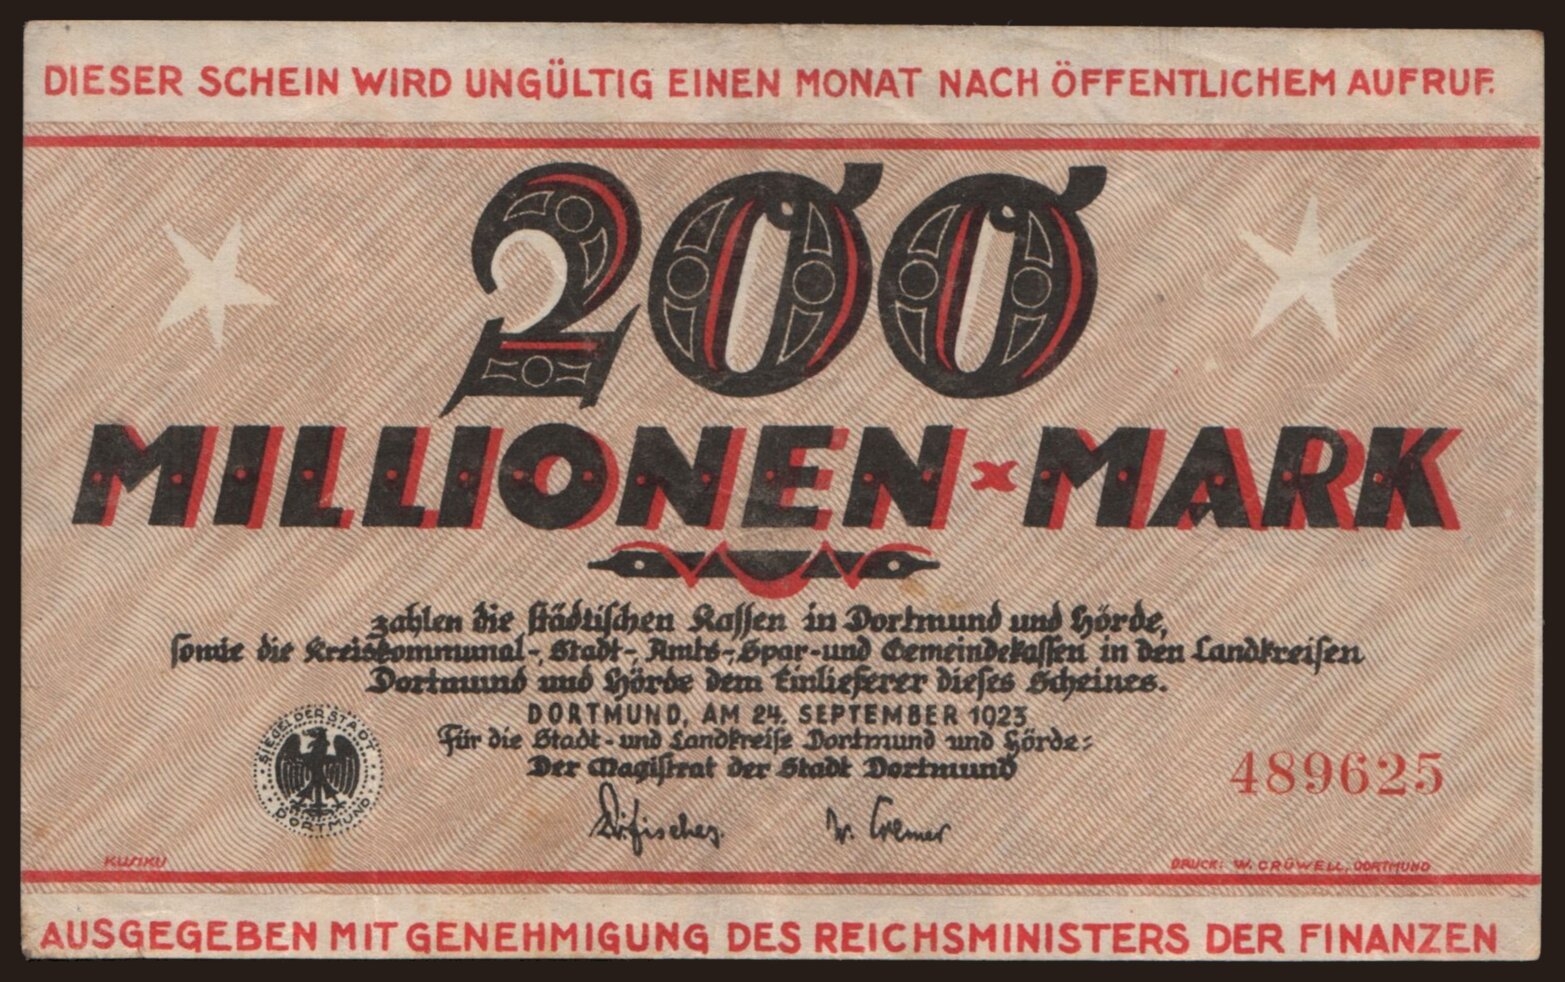 DIESER SCHEIN WIRD UNGÜLTIG EINEN MONAT NACH ÖFFENTLICHEM AUFRUF.
200
MILLIONEN x MARK
zahlen die städtischen Kassen in Dortmund und Hörde,
sowie die Kreiskommunal-, Stadt-, Amts-, Spar- und Gemeindekassen in den Landkreisen
Dortmund und Hörde dem Einlieferer dieses Scheines.
DORTMUND, AM 24. SEPTEMBER 1923
Für die Stadt- und Landkreise Dortmund und Hörde:
Der Magistrat der Stadt Dortmund
SIEGEL DER STADT DORTMUND
489625
Dr. Cremer
KUSIKU
DRUCK: W. CRÜWELL, DORTMUND
AUSGEGEBEN MIT GENEHMIGUNG DES REICHSMINISTERS DER FINANZEN